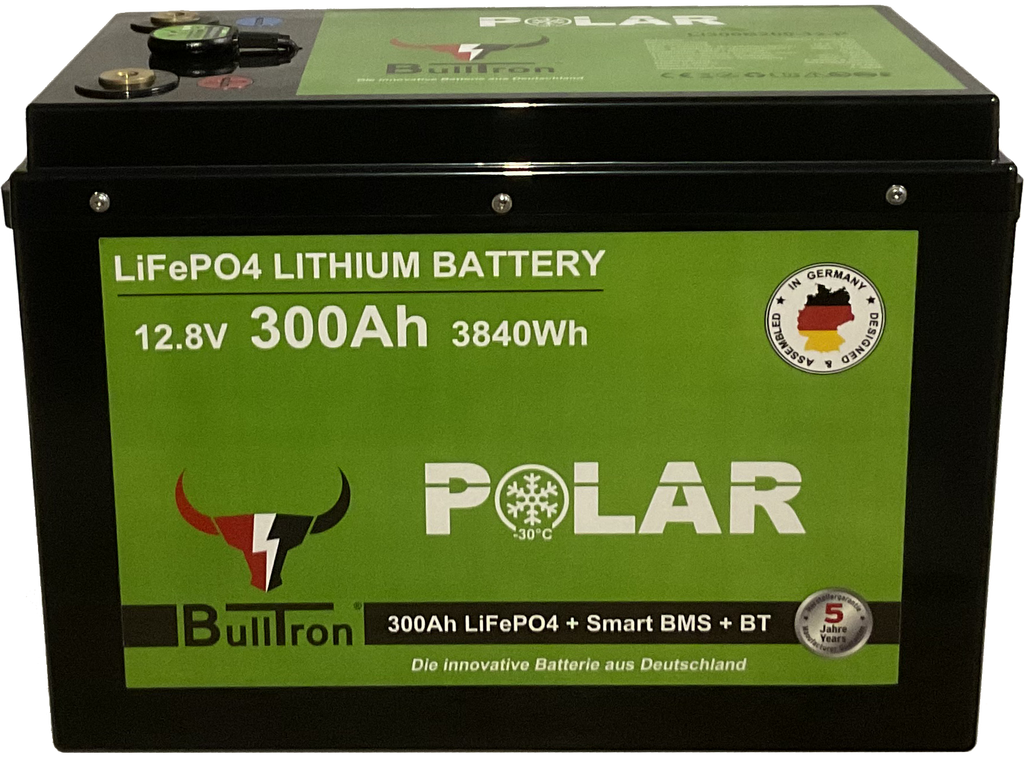 POLAR
BullTron
Die innovative Batterie aus Deutschland
LiFePO4 LITHIUM BATTERY
12.8V 300Ah 3840Wh
IN GERMANY
DESIGNED & ASSEMBLED
POLAR
-30°C
BullTron®
300Ah LiFePO4 + Smart BMS + BT
5
Jahre
Years
Die innovative Batterie aus Deutschland